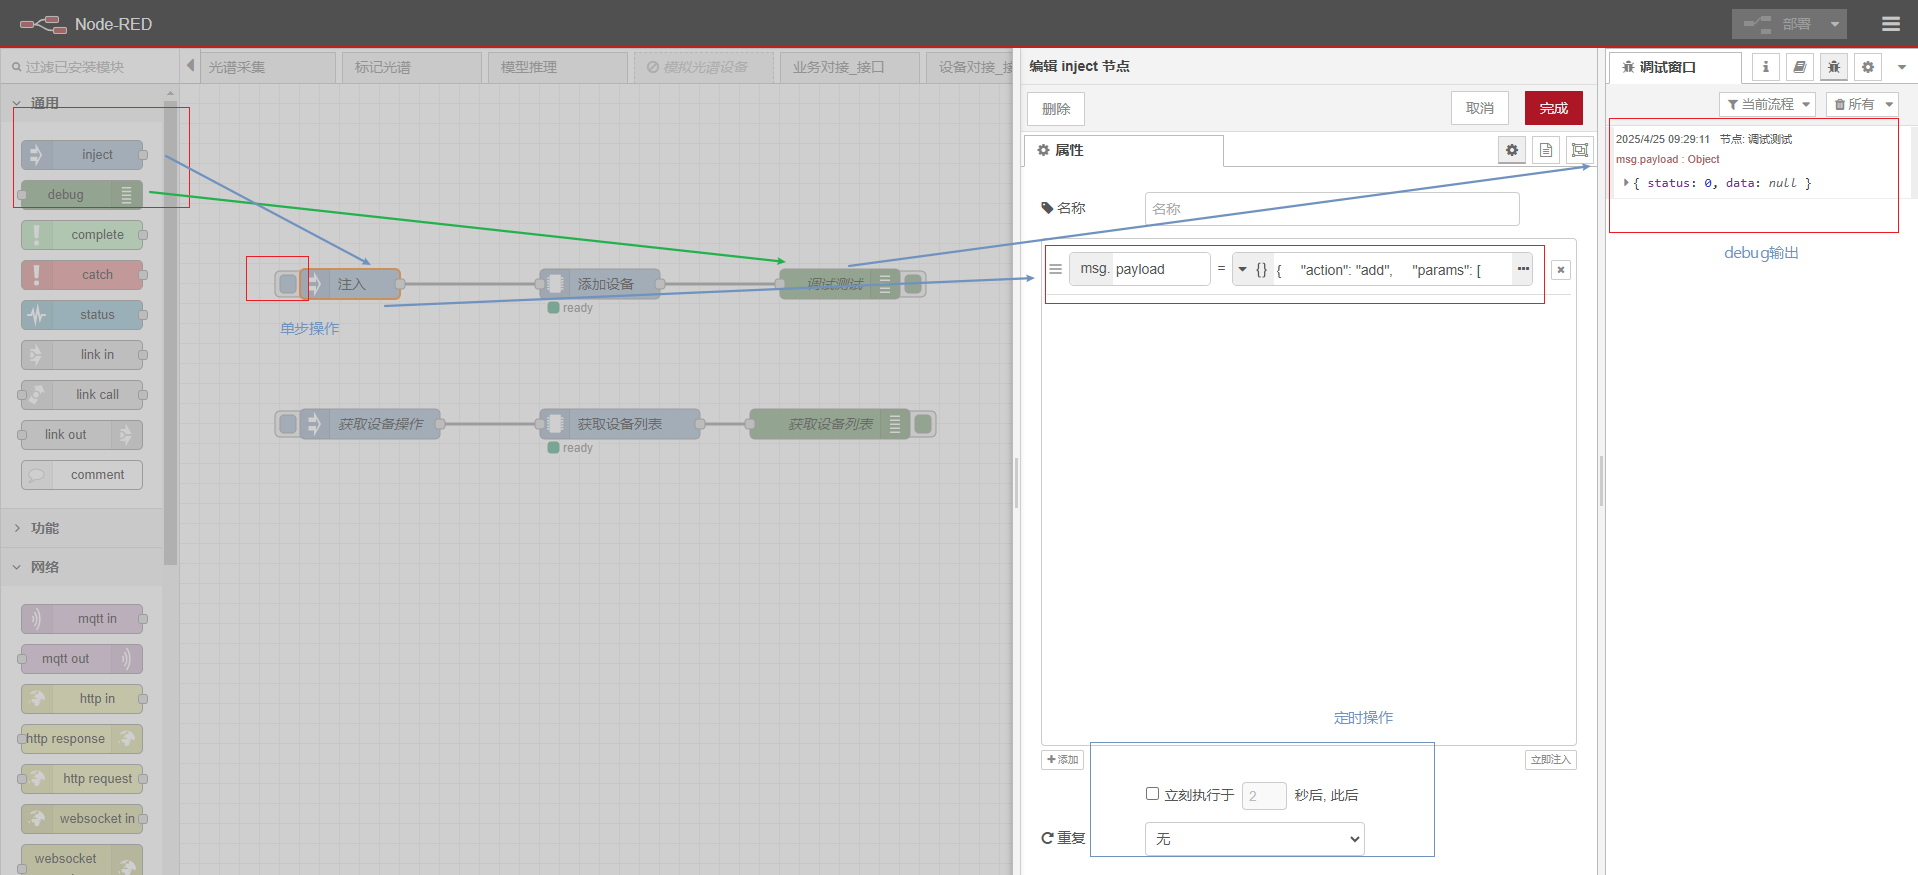 Node-RED
部署
过滤已安装模块
光谱采集
标记光谱
模型推理
模拟光谱设备
业务对接_接口
设备对接_接
通用
inject
debug
complete
catch
status
link in
link call
link out
comment
功能
网络
mqtt in
mqtt out
http in
http response
http request
websocket in
websocket
注入
添加设备
ready
调试测试
单步操作
获取设备操作
获取设备列表
ready
获取设备列表
编辑 inject 节点
删除
取消
完成
属性
名称
名称
msg. payload = {} { "action": "add", "params": [ ...
定时操作
添加
立即注入
立刻执行于 2 秒后, 此后
重复 无
调试窗口
当前流程
所有
2025/4/25 09:29:11 节点: 调试测试
msg.payload : Object
{ status: 0, data: null }
debug输出